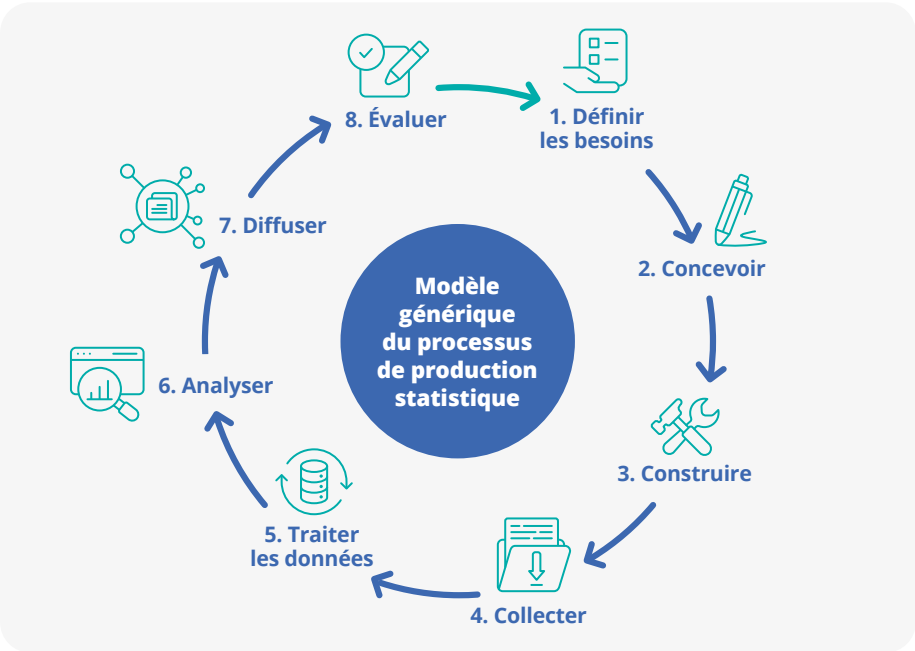 Modèle
générique
du processus
de production
statistique
1. Définir
les besoins
2. Concevoir
3. Construire
4. Collecter
5. Traiter
les données
6. Analyser
7. Diffuser
8. Évaluer